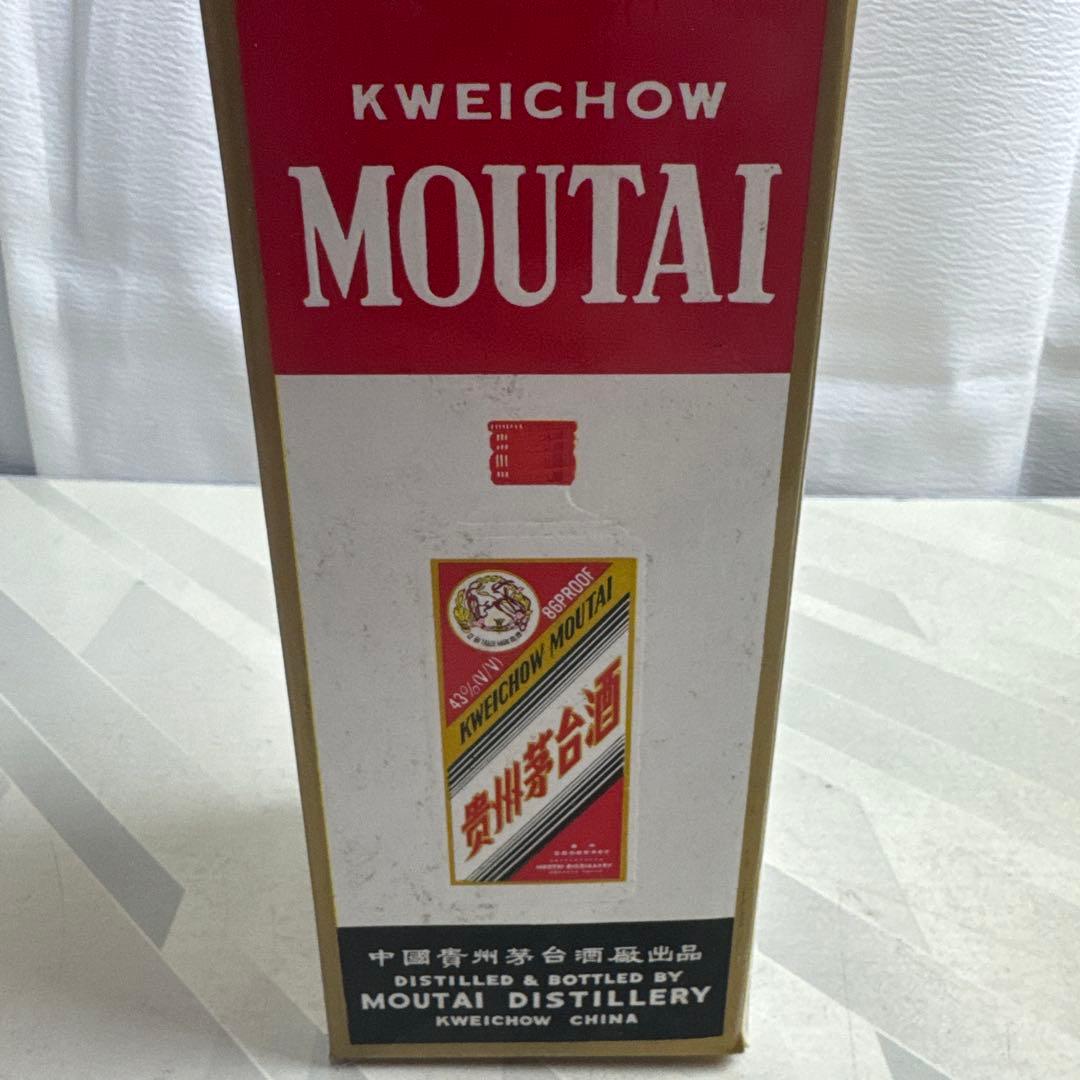 KWEICHOW
MOUTAI
86PROOF
43%(V/V)
KWEICHOW MOUTAI
贵州茅台酒
中國貴州茅台酒廠出品
DISTILLED & BOTTLED BY
MOUTAI DISTILLERY
KWEICHOW CHINA